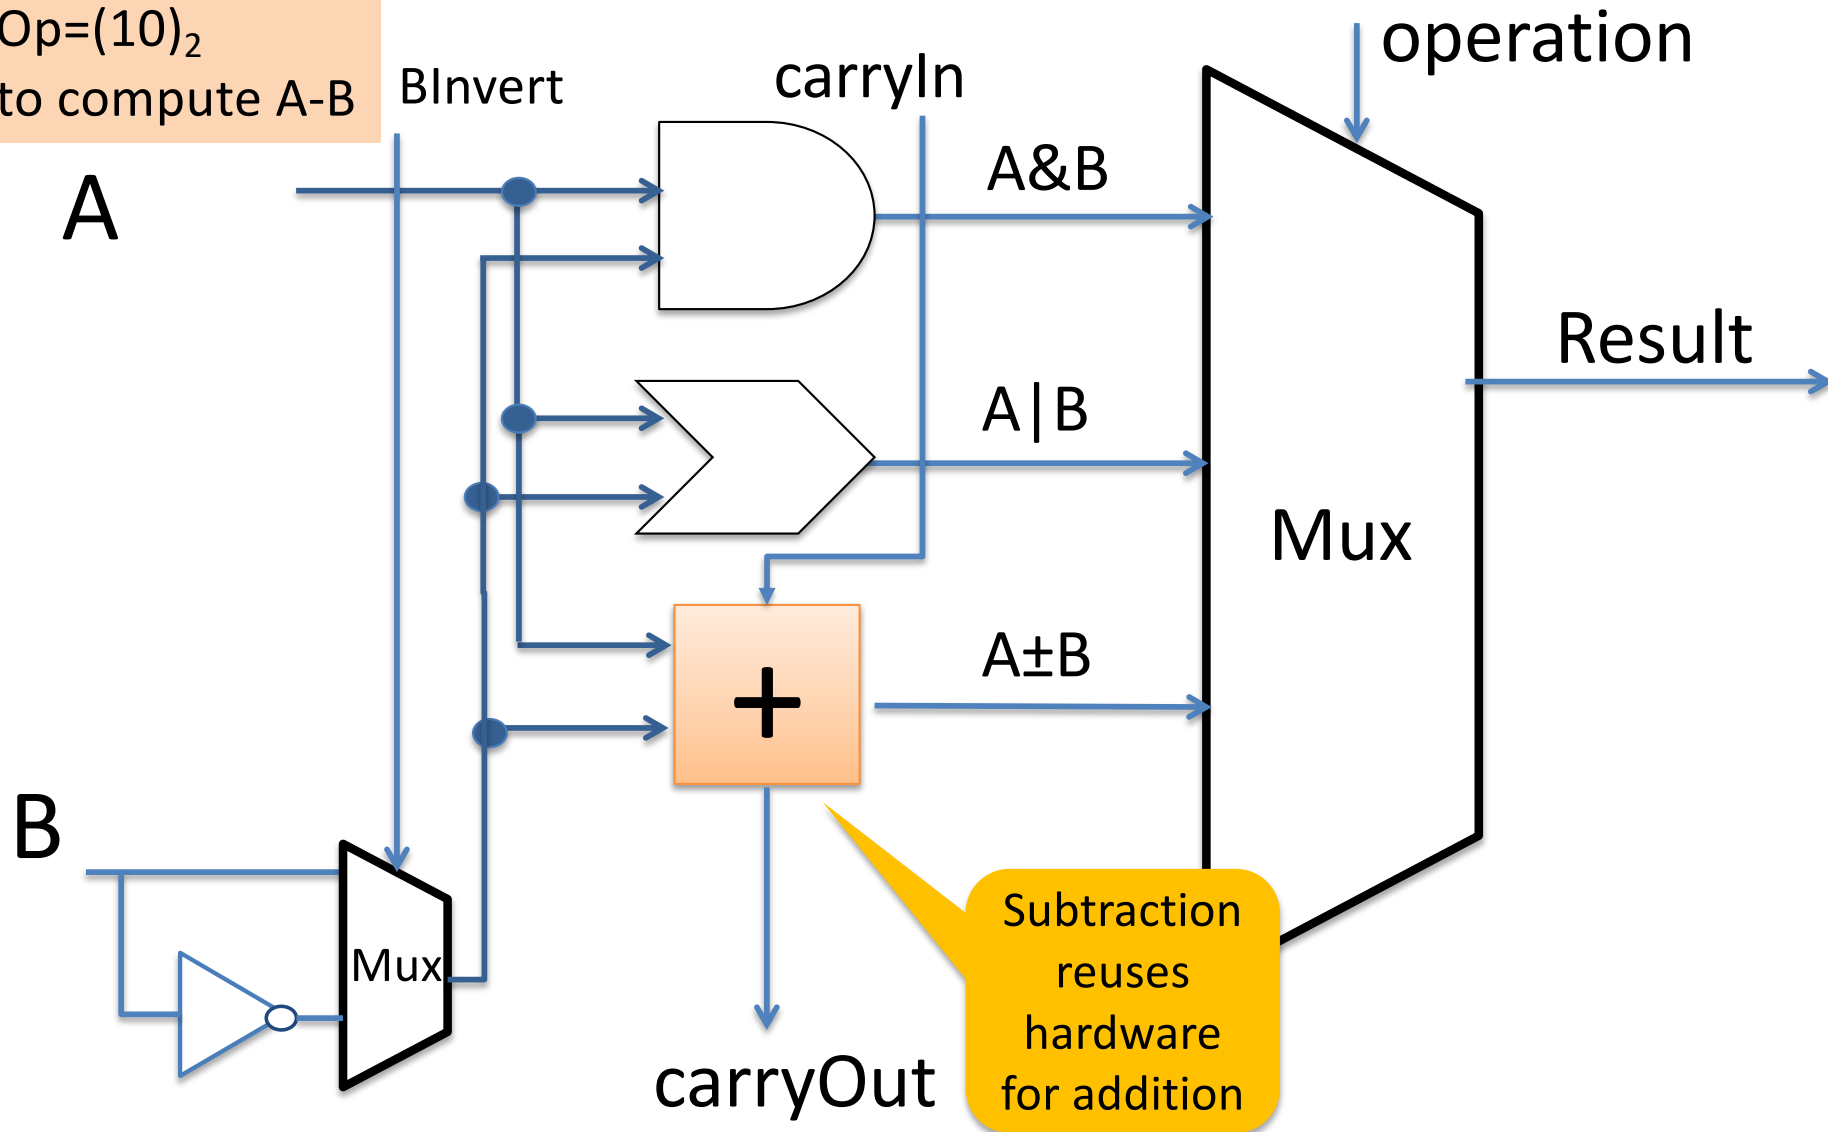 Op=(10)₂
to compute A-B
BInvert
carryIn
operation
A
A&B
Result
A|B
Mux
A±B
+
B
Mux
Subtraction
reuses
hardware
for addition
carryOut